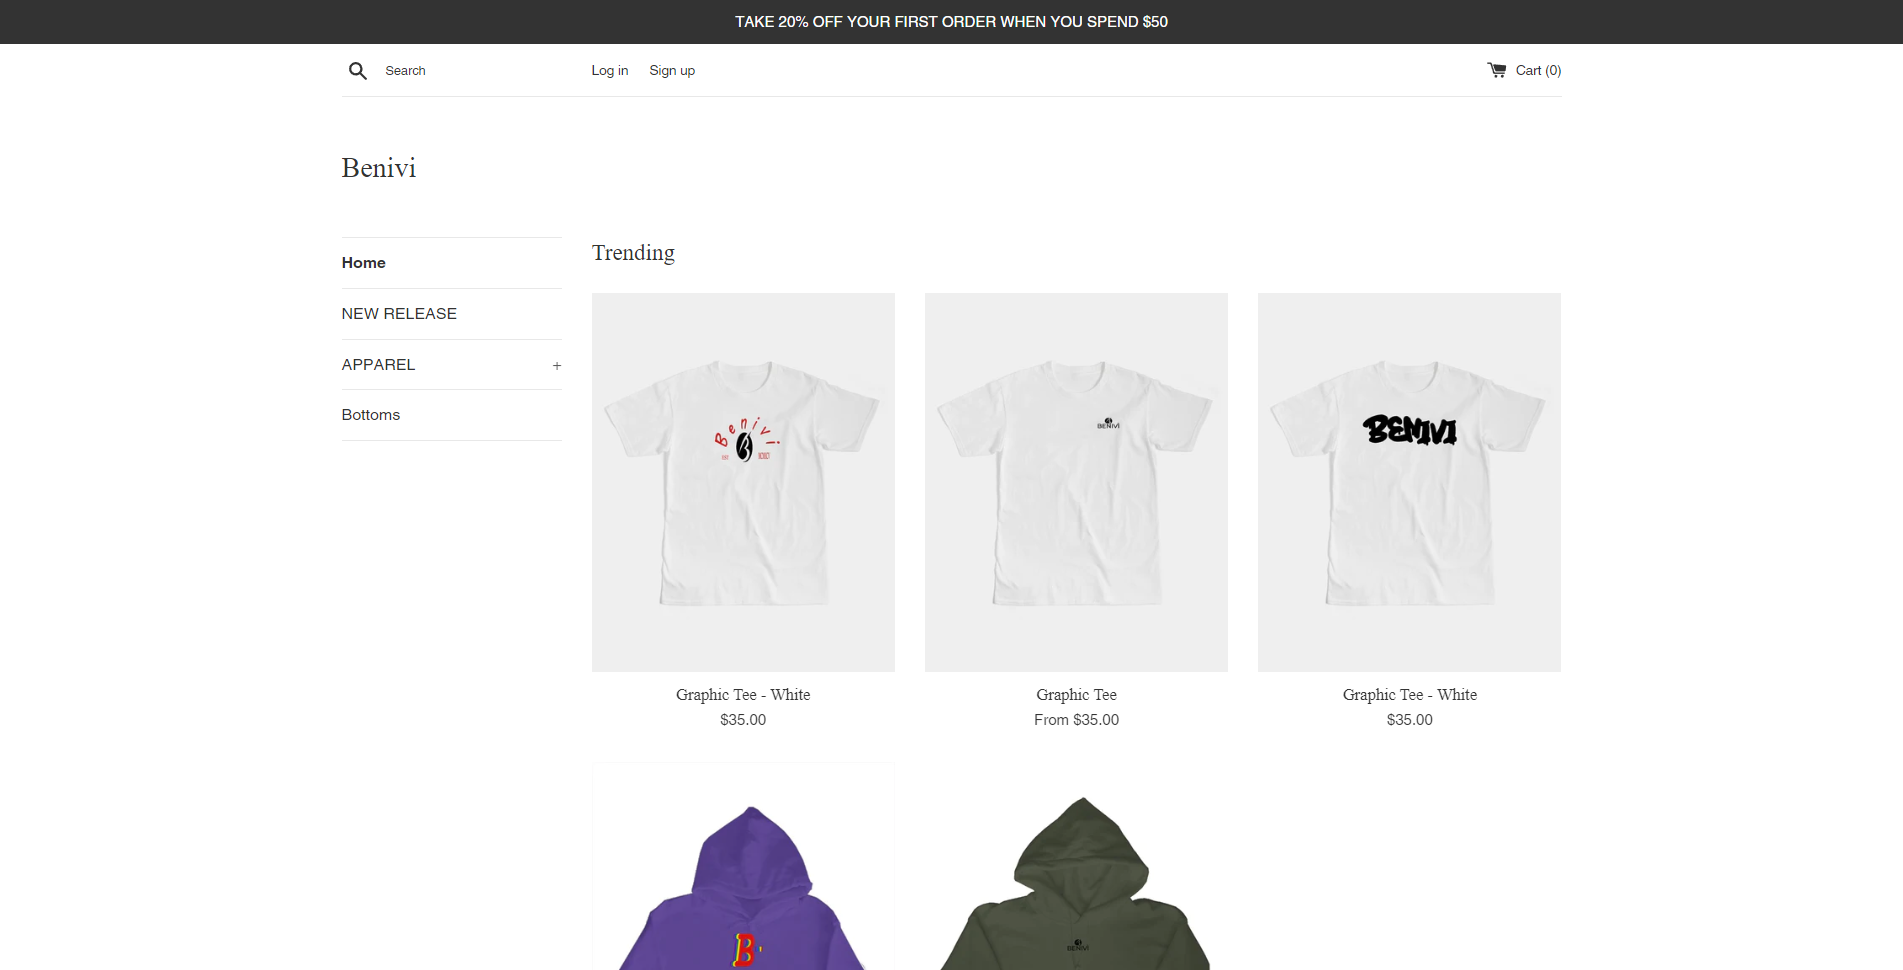 TAKE 20% OFF YOUR FIRST ORDER WHEN YOU SPEND $50
Search
Log in
Sign up
Cart (0)
Benivi
Home
NEW RELEASE
APPAREL +
Bottoms
Trending
Benivi
B
BENIVI
BENIVI
Graphic Tee - White
$35.00
Graphic Tee
From $35.00
Graphic Tee - White
$35.00
B
BENIVI